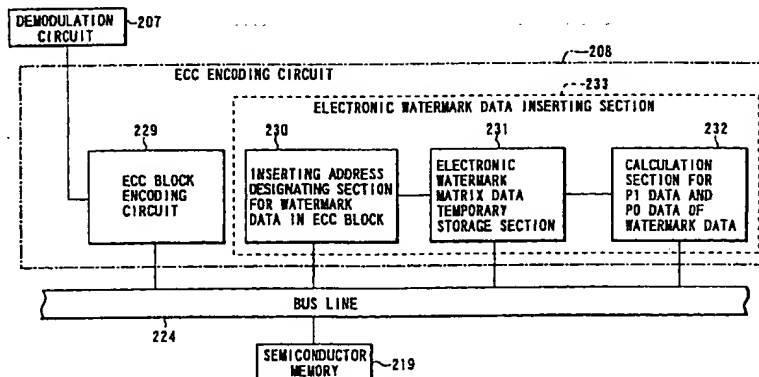 DEMODULATION
CIRCUIT
207
208
ECC ENCODING CIRCUIT
233
ELECTRONIC WATERMARK DATA INSERTING SECTION
229
ECC BLOCK
ENCODING
CIRCUIT
230
INSERTING ADDRESS
DESIGNATING SECTION
FOR WATERMARK
DATA IN ECC BLOCK
231
ELECTRONIC
WATERMARK
MATRIX DATA
TEMPORARY
STORAGE SECTION
232
CALCULATION
SECTION FOR
P1 DATA AND
P0 DATA OF
WATERMARK DATA
BUS LINE
224
SEMICONDUCTOR
MEMORY
219